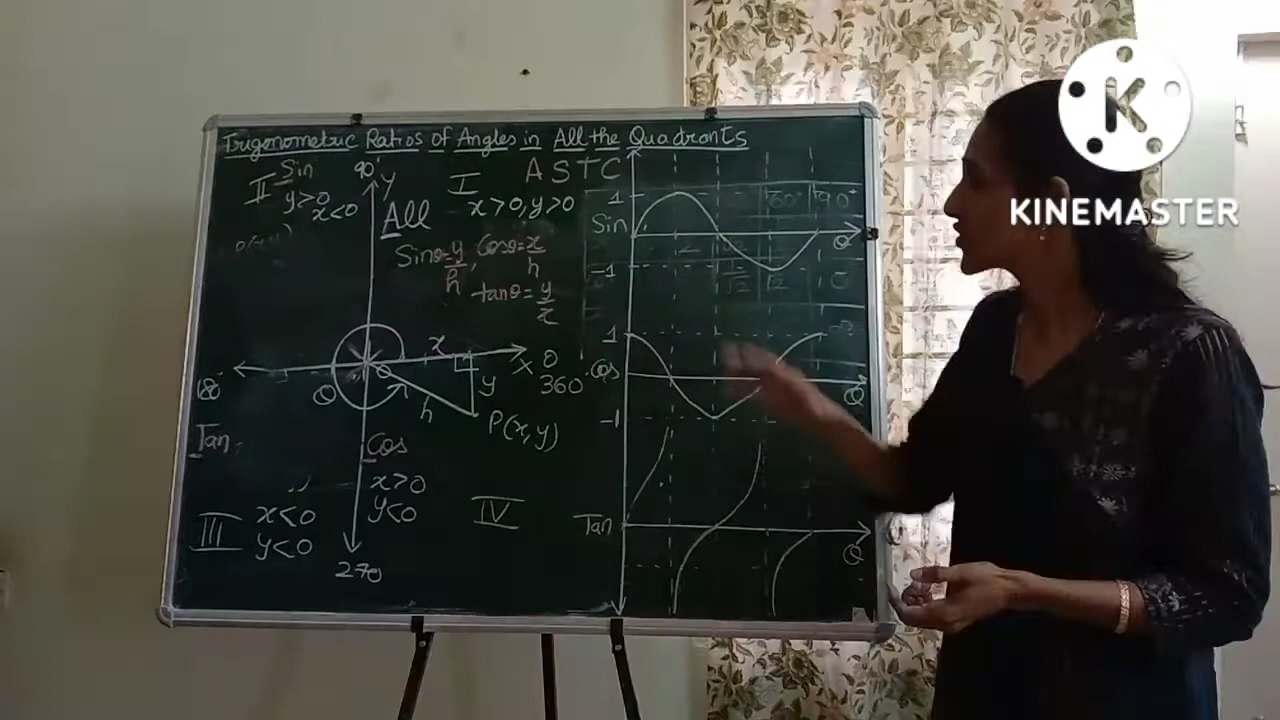 Trigonometric Ratios of Angles in All the Quadrants
II Sin
y>0
x<0
90°
y
I
A S T C
x>0, y>0
All
Sinθ=y/h, Cosθ=x/h
tanθ=y/x
180
θ
x
y
h
P(x,y)
X 0
360
Tan
Cos
x>0
y<0
IV
III
x<0
y<0
270
1
Sin
-1
60°
90°
θ
1
Cos
-1
θ
Tan
θ
K
KINEMASTER